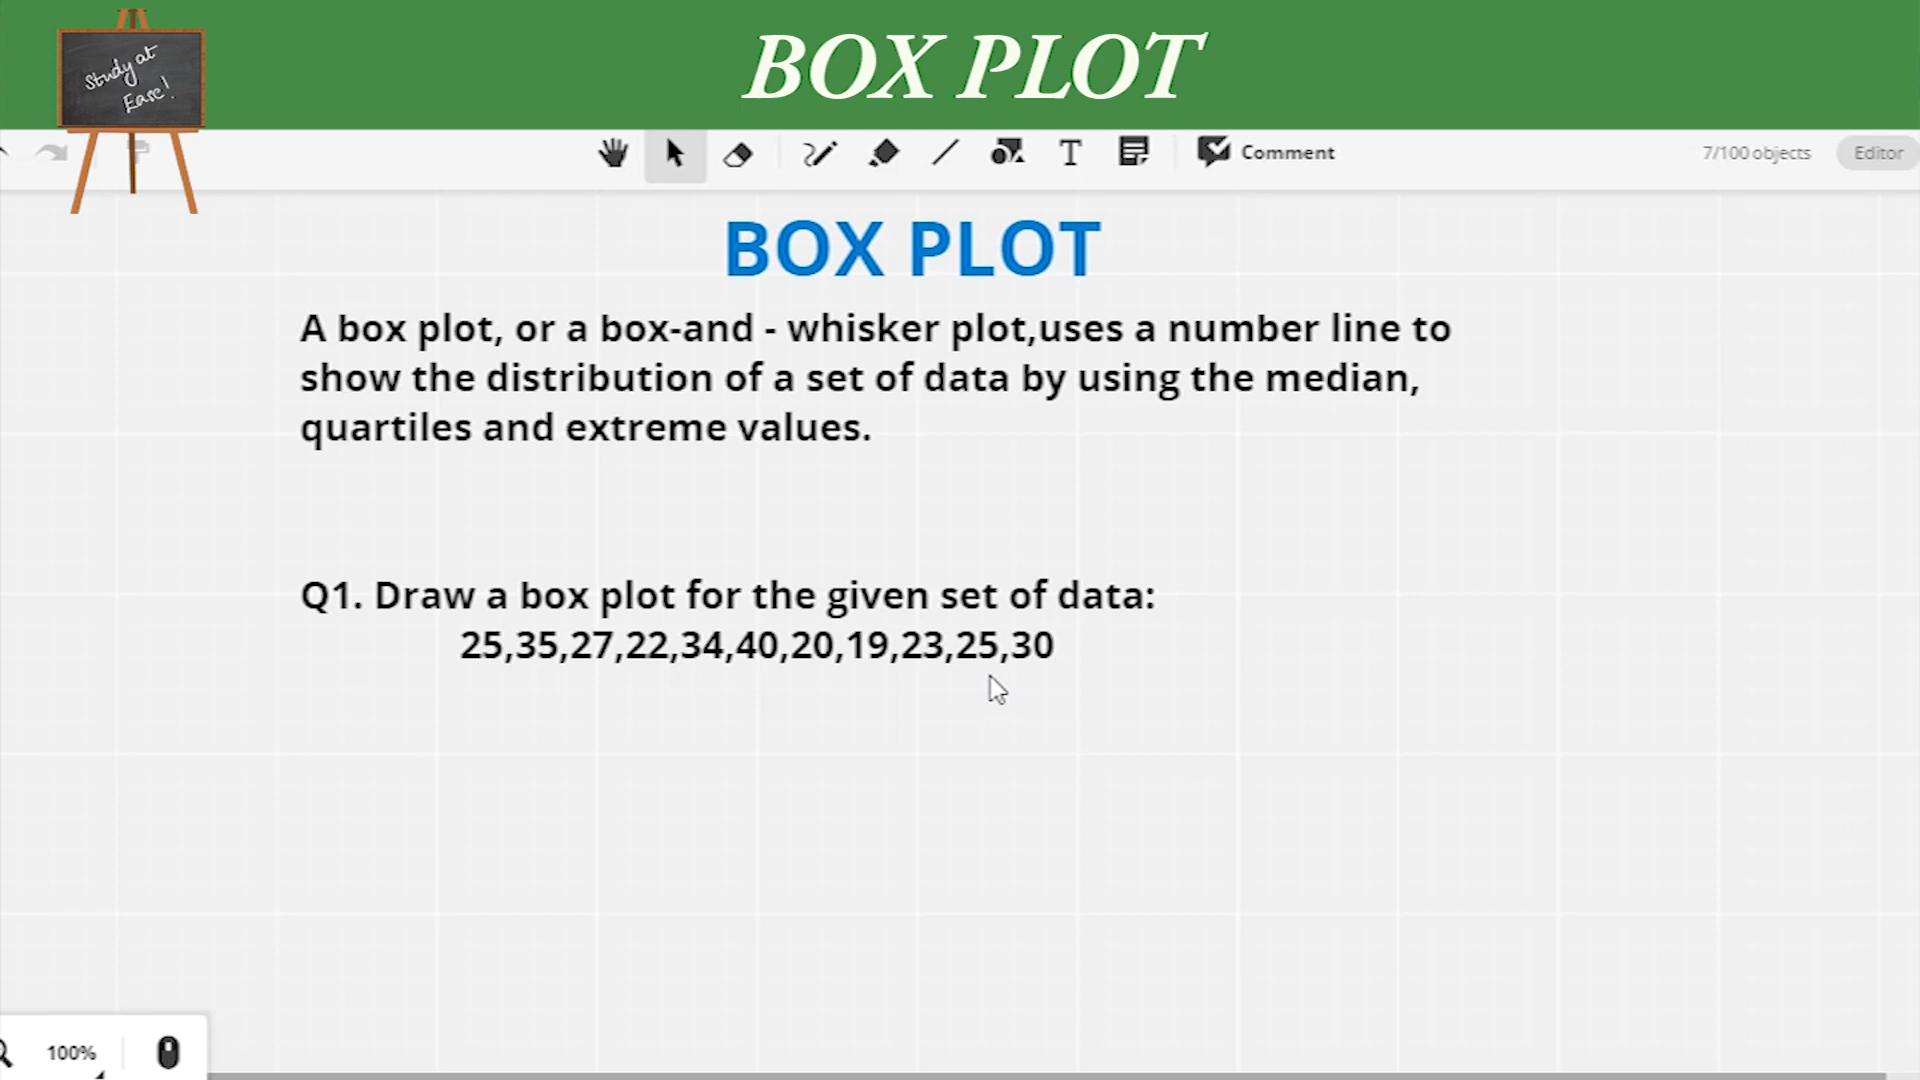 BOX PLOT
Study at
Ease!
Comment
7/100 objects
Editor
BOX PLOT
A box plot, or a box-and - whisker plot,uses a number line to
show the distribution of a set of data by using the median,
quartiles and extreme values.
Q1. Draw a box plot for the given set of data:
25,35,27,22,34,40,20,19,23,25,30
100%